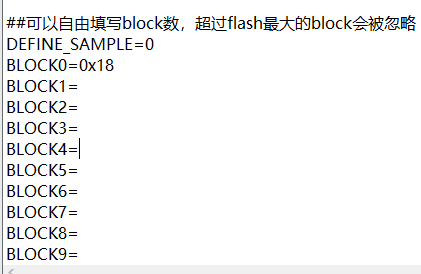 ##可以自由填写block数，超过flash最大的block会被忽略
DEFINE_SAMPLE=0
BLOCK0=0x18
BLOCK1=
BLOCK2=
BLOCK3=
BLOCK4=
BLOCK5=
BLOCK6=
BLOCK7=
BLOCK8=
BLOCK9=